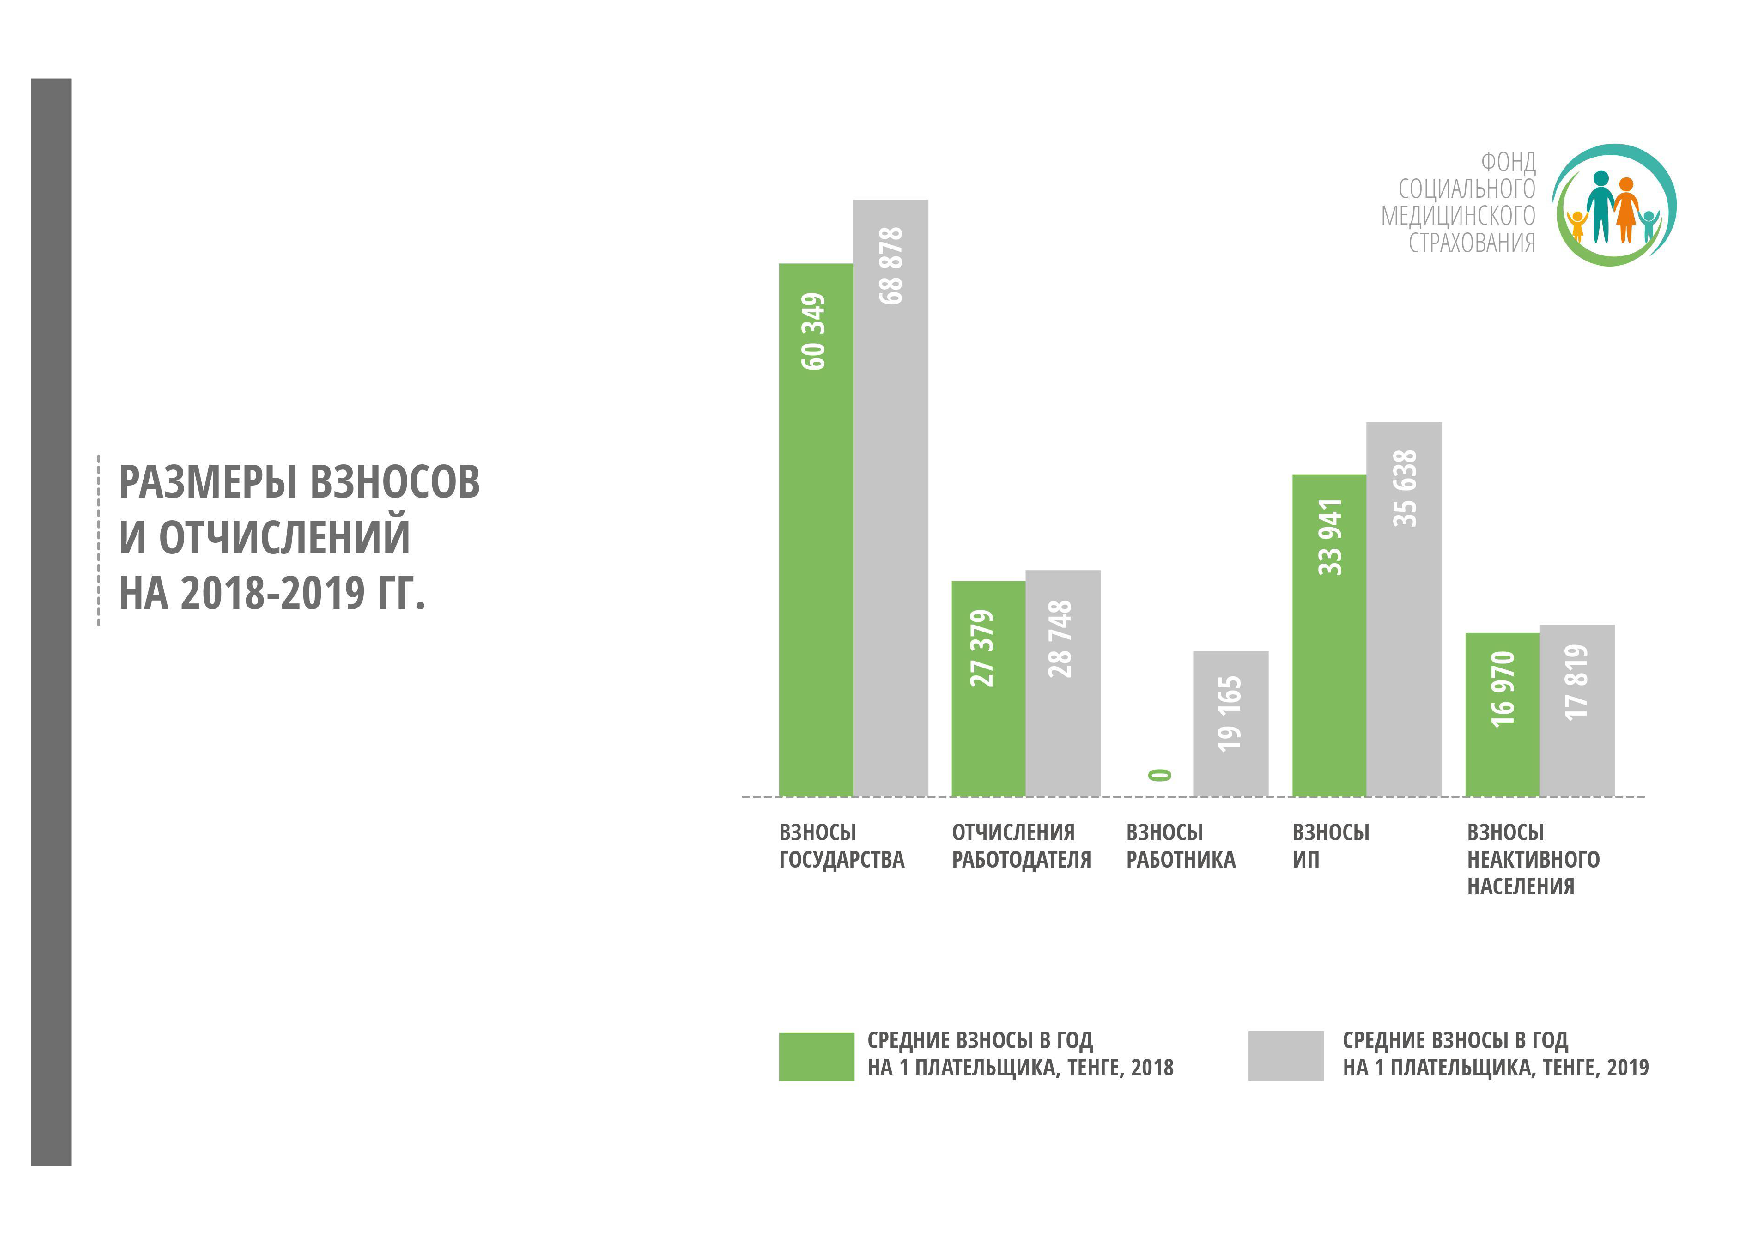 ФОНД
СОЦИАЛЬНОГО
МЕДИЦИНСКОГО
СТРАХОВАНИЯ
РАЗМЕРЫ ВЗНОСОВ
И ОТЧИСЛЕНИЙ
НА 2018-2019 ГГ.
60 349
68 878
27 379
28 748
0
19 165
33 941
35 638
16 970
17 819
ВЗНОСЫ
ГОСУДАРСТВА
ОТЧИСЛЕНИЯ
РАБОТОДАТЕЛЯ
ВЗНОСЫ
РАБОТНИКА
ВЗНОСЫ
ИП
ВЗНОСЫ
НЕАКТИВНОГО
НАСЕЛЕНИЯ
СРЕДНИЕ ВЗНОСЫ В ГОД
НА 1 ПЛАТЕЛЬЩИКА, ТЕНГЕ, 2018
СРЕДНИЕ ВЗНОСЫ В ГОД
НА 1 ПЛАТЕЛЬЩИКА, ТЕНГЕ, 2019